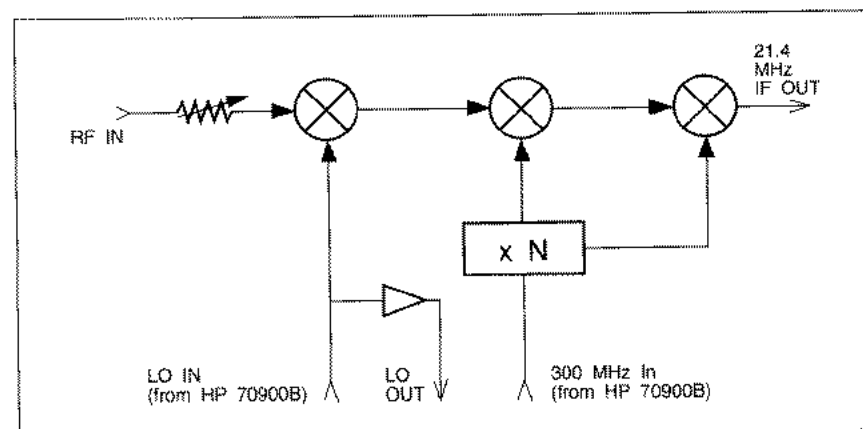 21.4
MHz
IF OUT
RF IN
x N
LO IN
(from HP 70900B)
LO
OUT
300 MHz In
(from HP 70900B)